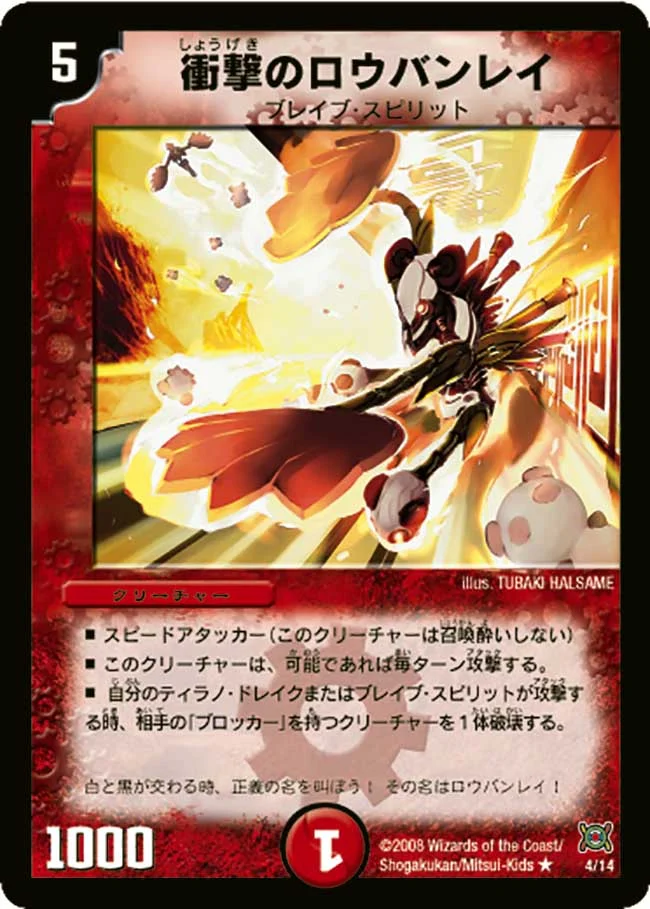 5
しょうげき
衝撃のロウバンレイ
ブレイブ・スピリット
illus. TUBAKI HALSAME
クリーチャー
■ スピードアタッカー(このクリーチャーは召喚酔いしない)
■ このクリーチャーは、可能であれば毎ターン攻撃する。
■ 自分のティラノ・ドレイクまたはブレイブ・スピリットが攻撃す
る時、相手の「ブロッカー」を持つクリーチャーを1体破壊する。
白と黒が交わる時、正義の名を叫ぼう! その名はロウバンレイ!
1000
1
©2008 Wizards of the Coast/
Shogakukan/Mitsui-Kids ★
4/14